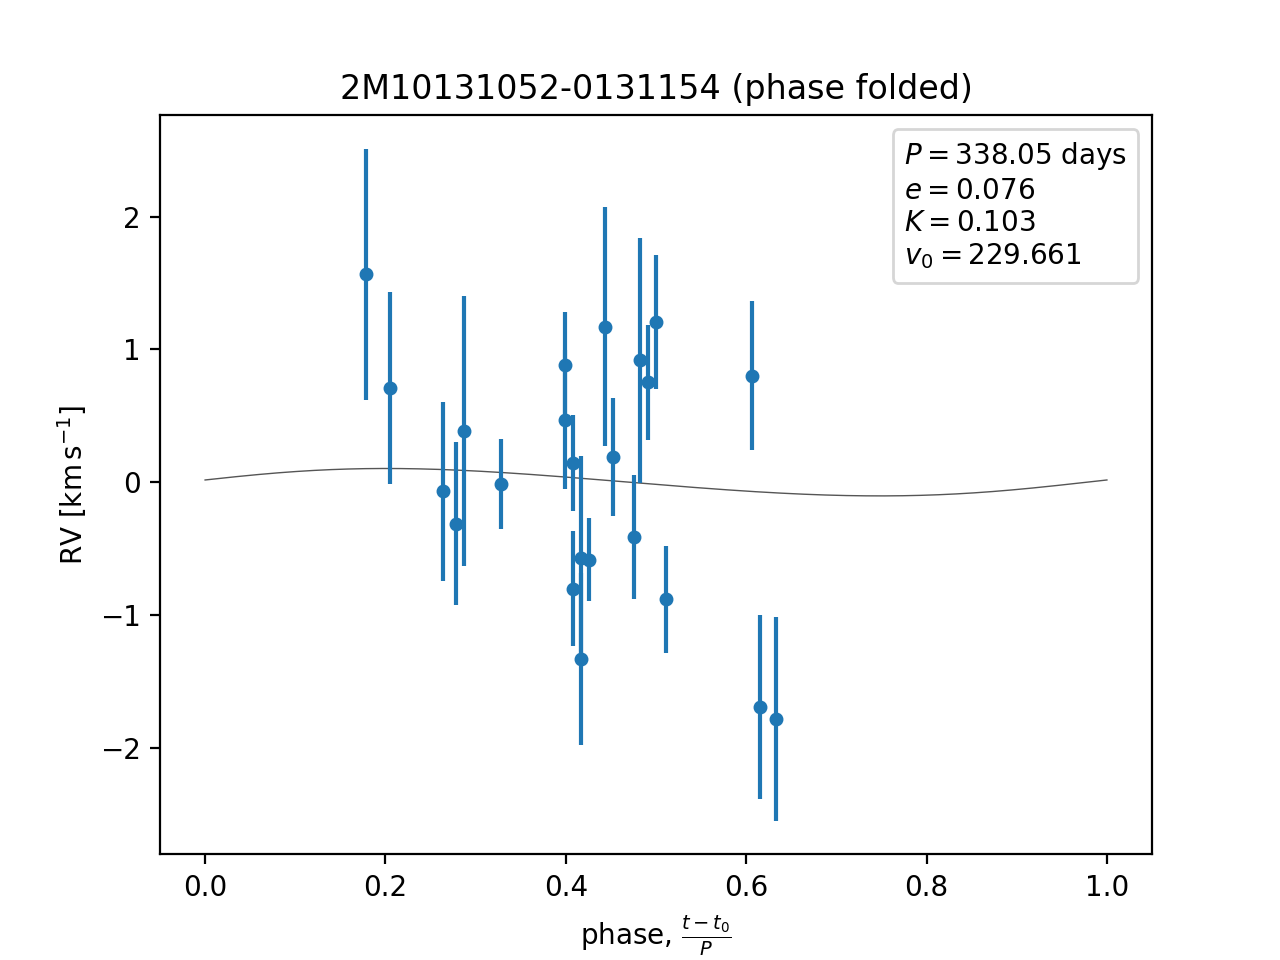 2M10131052-0131154 (phase folded)
P = 338.05 days
e = 0.076
K = 0.103
v₀ = 229.661
2
1
0
−1
−2
RV [km s⁻¹]
0.0 0.2 0.4 0.6 0.8 1.0
phase, (t − t₀)/P